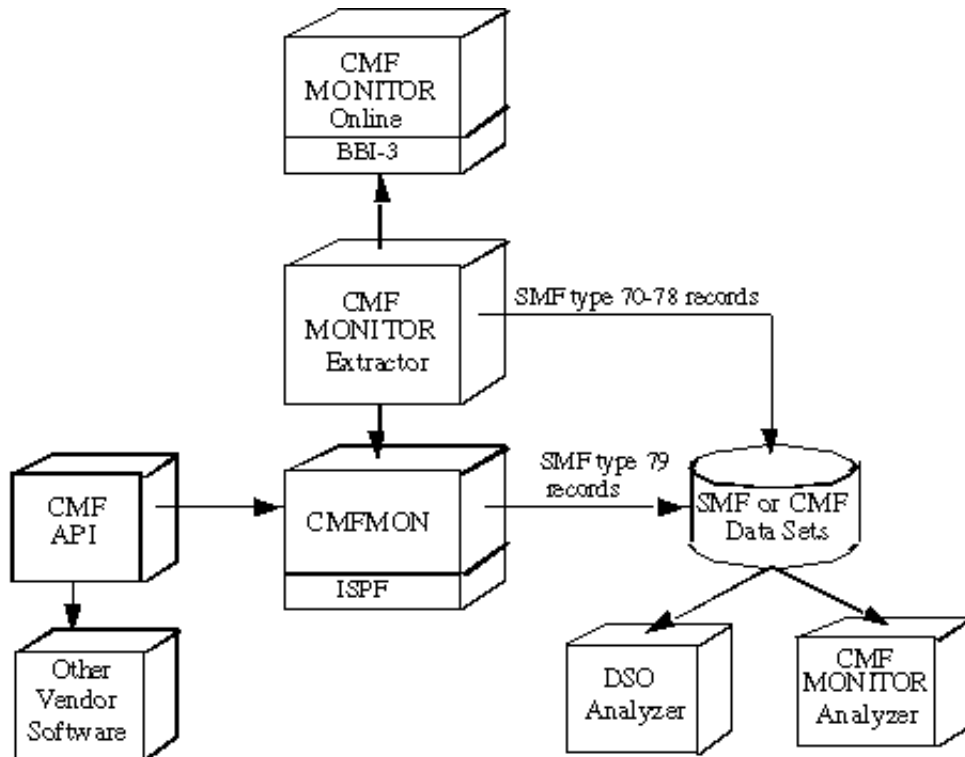 CMF
MONITOR
Online
BBI-3
CMF
MONITOR
Extractor
SMF type 70-78 records
CMF
API
CMFMON
ISPF
SMF type 79
records
SMF or CMF
Data Sets
Other
Vendor
Software
DSO
Analyzer
CMF
MONITOR
Analyzer